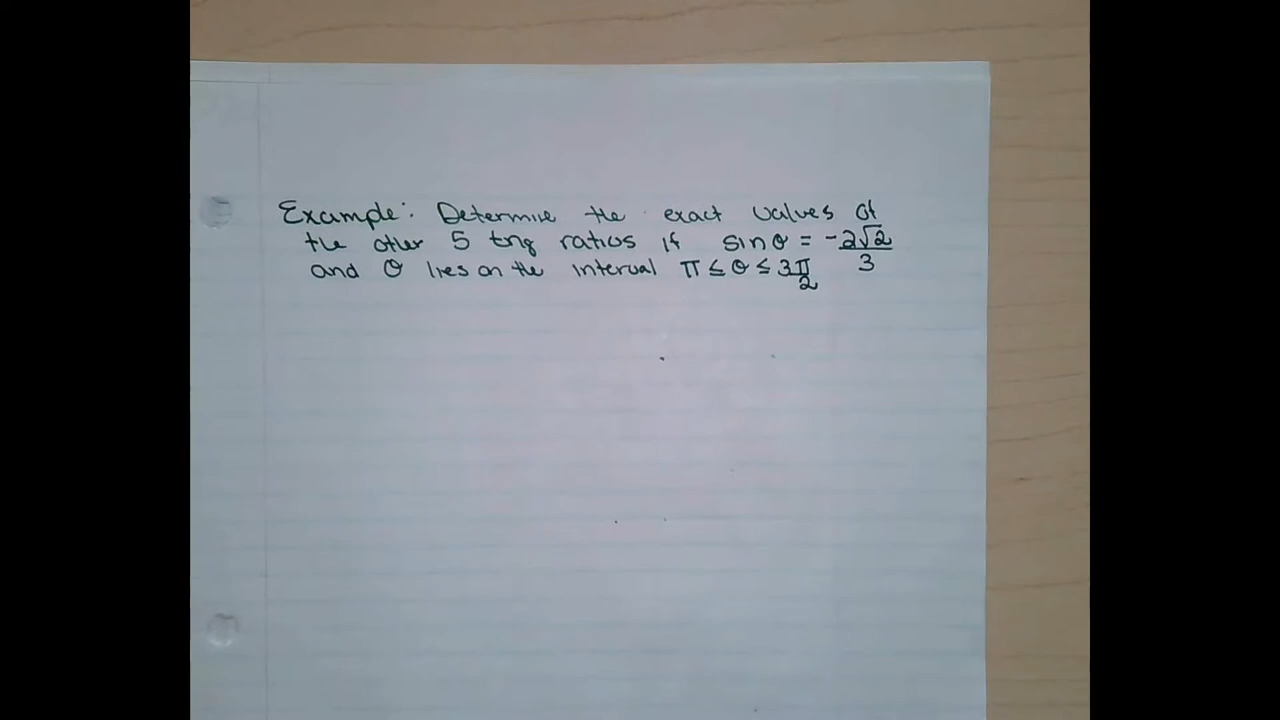 Example: Determine the exact values of
the other 5 trig ratios if sinθ = -2√2/3
and θ lies on the interval π ≤ θ ≤ 3π/2